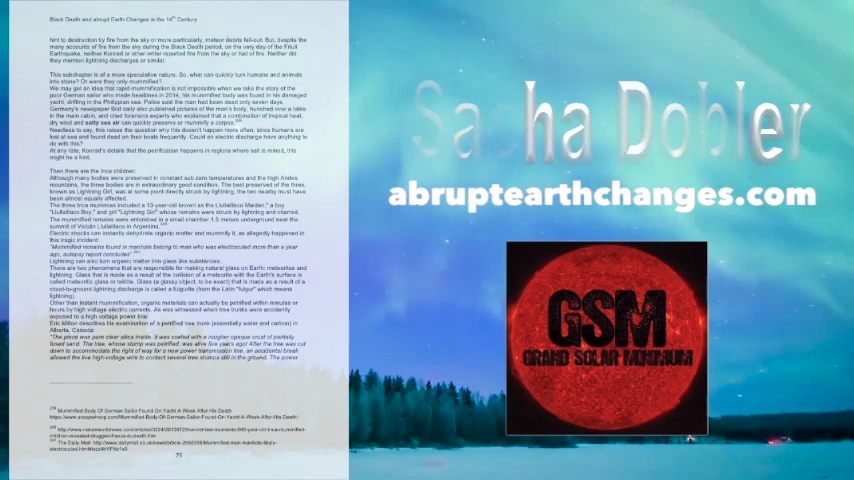 Black Death and abrupt Earth Changes in the 14th Century
hint to destruction by fire from the sky or more particularly, meteor debris fall-out. But, despite the
many accounts of fire from the sky during the Black Death period, on the very day of the Friuli
Earthquake, neither Konrad or other writer reported fire from the sky or hail of fire. Neither did
they mention lightning discharges or similar.
This subchapter is of a more speculative nature. So, what can quickly turn humans and animals
into stone? Or were they only mummified?
We may get an idea that rapid mummification is not impossible when we take the story of the
poor German sailor who made headlines in 2014, his mummified body was found in his damaged
yacht, drifting in the Philippian sea. Police said the man had been dead only seven days.
Germany's newspaper Bild daily also published pictures of the man's body, hunched over a table
in the main cabin, and cited forensics experts who explained that a combination of tropical heat,
dry wind and salty sea air can quickly preserve or mummify a corpse.
Needless to say, this raises the question why this doesn't happen more often, since humans are
lost at sea and found dead on their boats frequently. Could an electric discharge have anything to
do with this?
At any rate, Konrad's details that the petrification happens in regions where salt is mined, this
might be a hint.
Then there are the Inca children:
Although many bodies were preserved in constant sub zero temperatures and the high Andes
mountains, the three bodies are in extraordinary good condition. The best preserved of the three,
known as Lightning Girl, was at some point directly struck by lightning, the two nearby must have
been almost equally affected.
The three Inca mummies included a 13-year-old known as the Llullaillaco Maiden," a boy
"Llullaillaco Boy," and girl "Lightning Girl" whose remains were struck by lightning and charred.
The mummified remains were entombed in a small chamber 1.5 meters underground near the
summit of Volcán Llullaillaco in Argentina.
Electric shocks can instantly dehydrate organic matter and mummify it, as allegedly happened in
this tragic incident:
"Mummified remains found in manhole belong to man who was electrocuted more than a year
ago, autopsy report concluded".
Lightning can also turn organic matter into glass like substances:
There are two phenomena that are responsible for making natural glass on Earth: meteorites and
lightning. Glass that is made as a result of the collision of a meteorite with the Earth's surface is
called meteoric glass or tektite. Glass (a glassy object, to be exact) that is made as a result of a
cloud-to-ground lightning discharge is called a fulgurite (from the Latin "fulgur" which means
lightning).
Other than instant mummification, organic materials can actually be petrified within minutes or
hours by high voltage electric currents. As was witnessed when tree trunks were accidently
exposed to a high voltage power line:
Eric Milton describes his examination of a petrified tree trunk (essentially water and carbon) in
Alberta, Canada:
"The piece was pure clear silica inside, it was coated with a rougher opaque crust of partially
fused sand. The tree, whose stump was petrified, was alive five years ago! After the tree was cut
down to accommodate the right of way for a new power transmission line, an accidental break
allowed the live high-voltage wire to contact several tree stumps still in the ground. The power
Mummified Body Of German Sailor Found On Yacht A Week After His Death
The Daily Mail:
75
Sa ha Dobler
abruptearthchanges.com
GSM
GRAND SOLAR MINIMUM